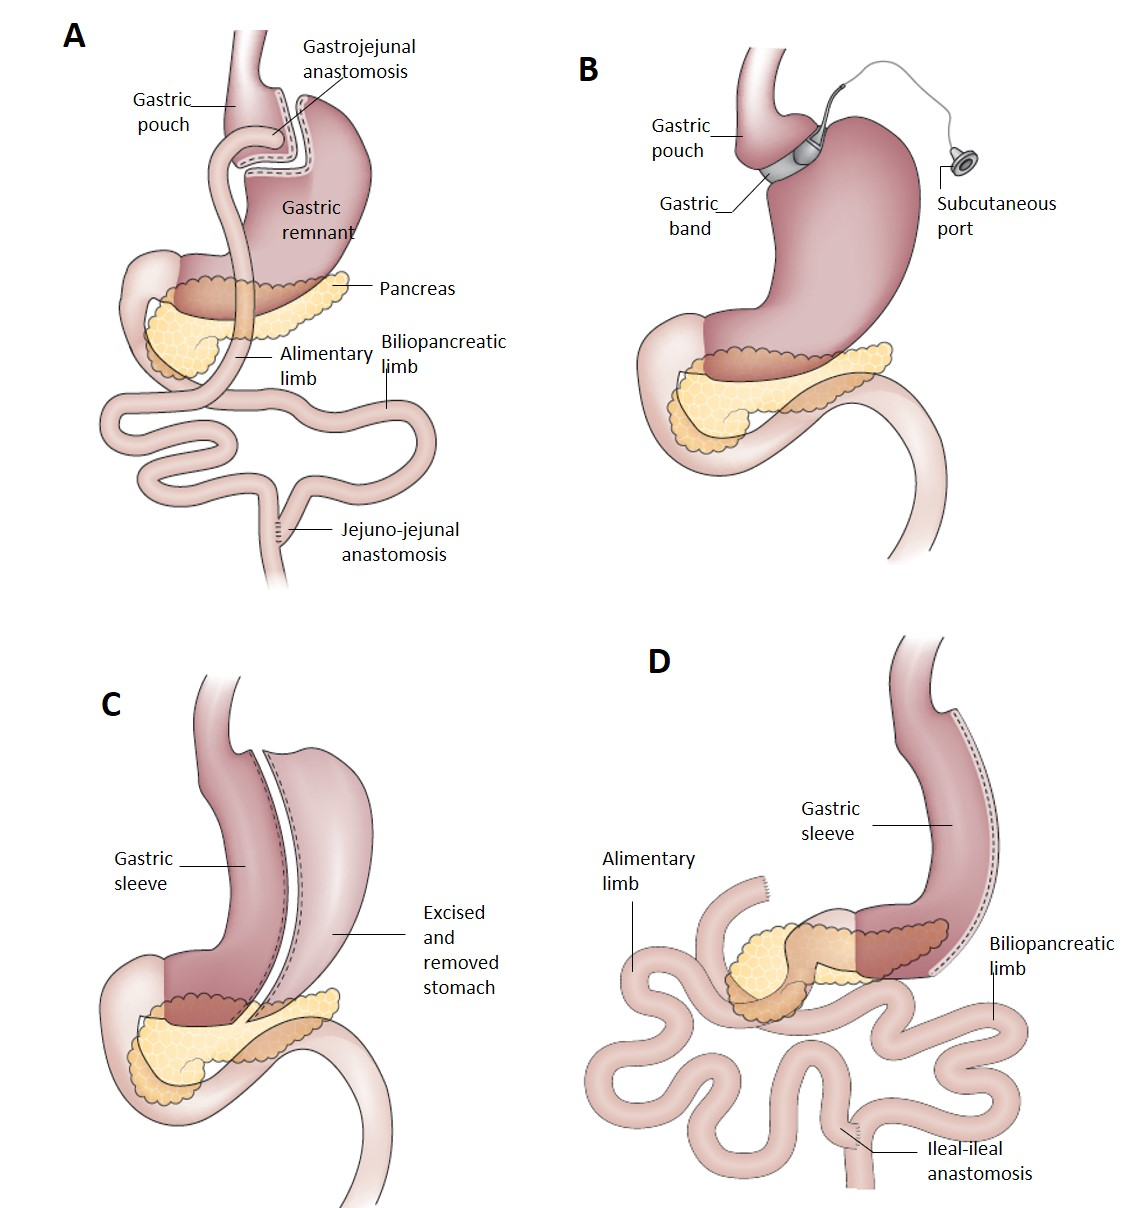 A
Gastrojejunal
anastomosis
Gastric
pouch
Gastric
remnant
Pancreas
Alimentary
limb
Biliopancreatic
limb
Jejuno-jejunal
anastomosis
B
Gastric
pouch
Gastric
band
Subcutaneous
port
C
Gastric
sleeve
Excised
and
removed
stomach
D
Gastric
sleeve
Alimentary
limb
Biliopancreatic
limb
Ileal-ileal
anastomosis